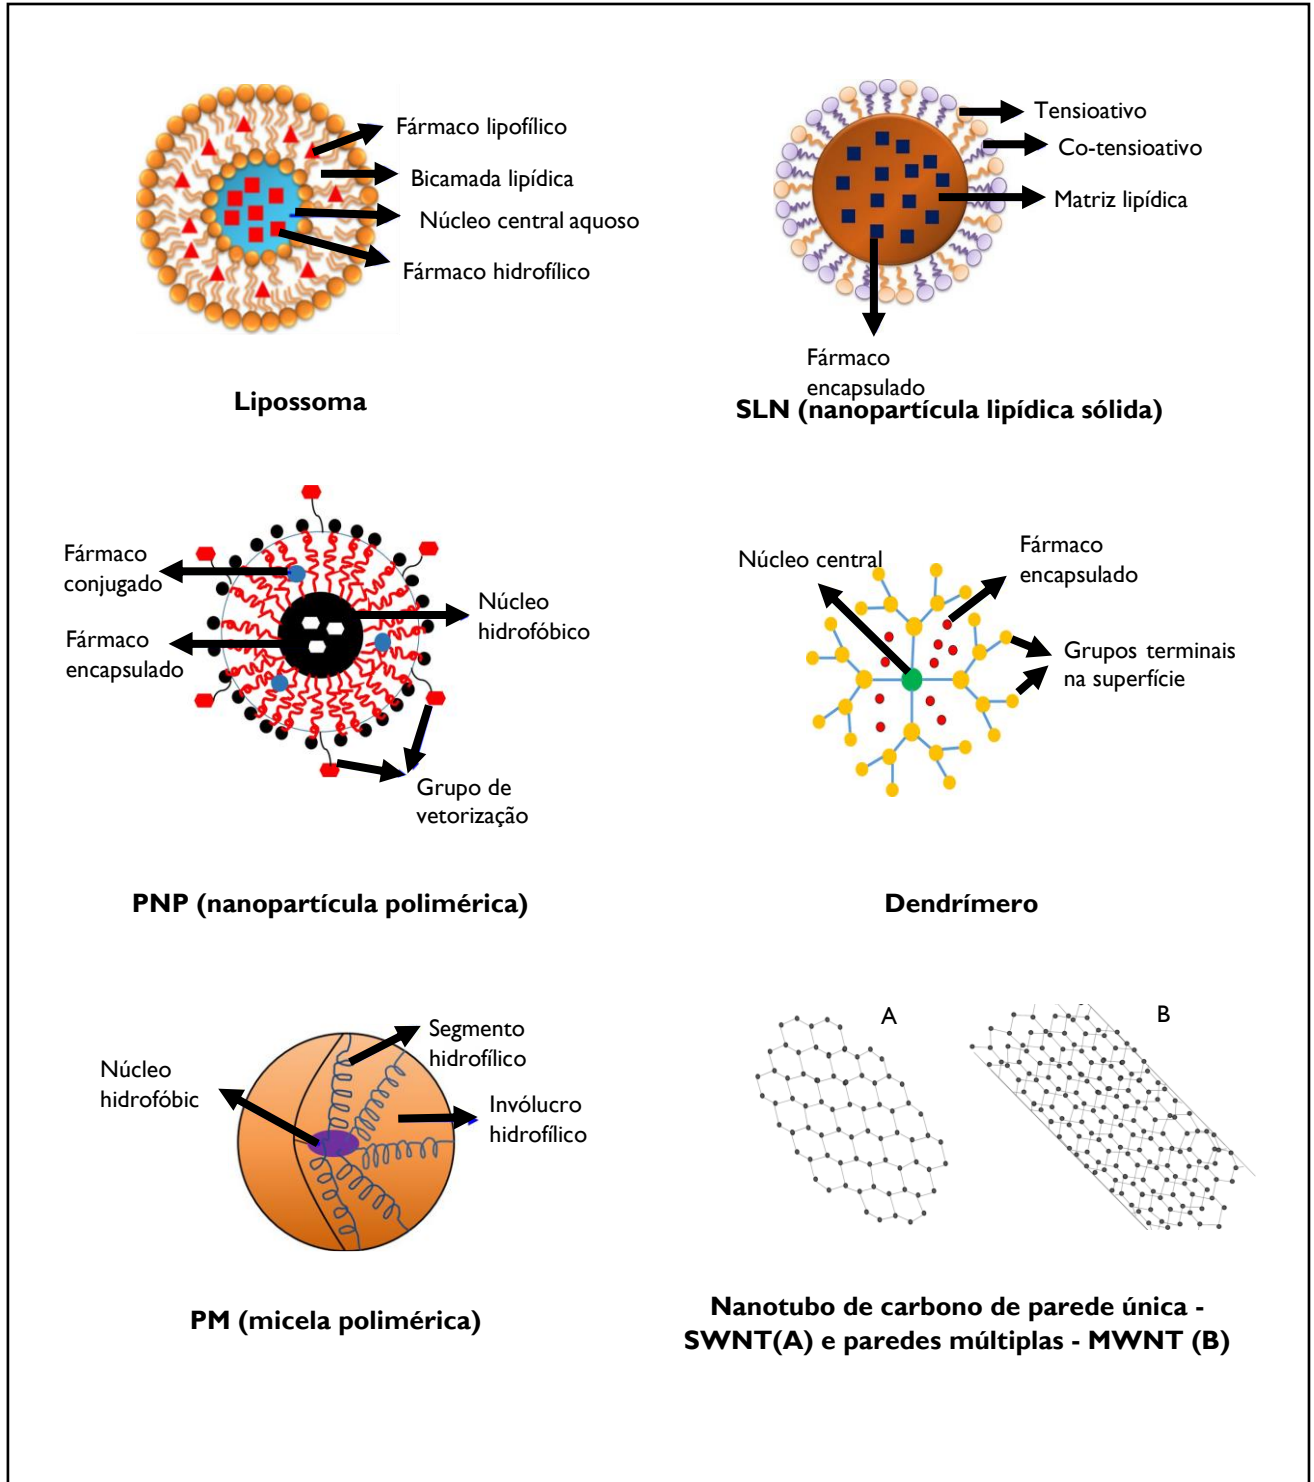 Fármaco lipofílico
Bicamada lipídica
Núcleo central aquoso
Fármaco hidrofílico
Lipossoma
Tensioativo
Co-tensioativo
Matriz lipídica
Fármaco
encapsulado
SLN (nanopartícula lipídica sólida)
Fármaco
conjugado
Fármaco
encapsulado
Núcleo
hidrofóbico
Grupo de
vetorização
PNP (nanopartícula polimérica)
Núcleo central
Fármaco
encapsulado
Grupos terminais
na superfície
Dendrímero
Núcleo
hidrofóbic
Segmento
hidrofílico
Invólucro
hidrofílico
PM (micela polimérica)
A
B
Nanotubo de carbono de parede única -
SWNT(A) e paredes múltiplas - MWNT (B)